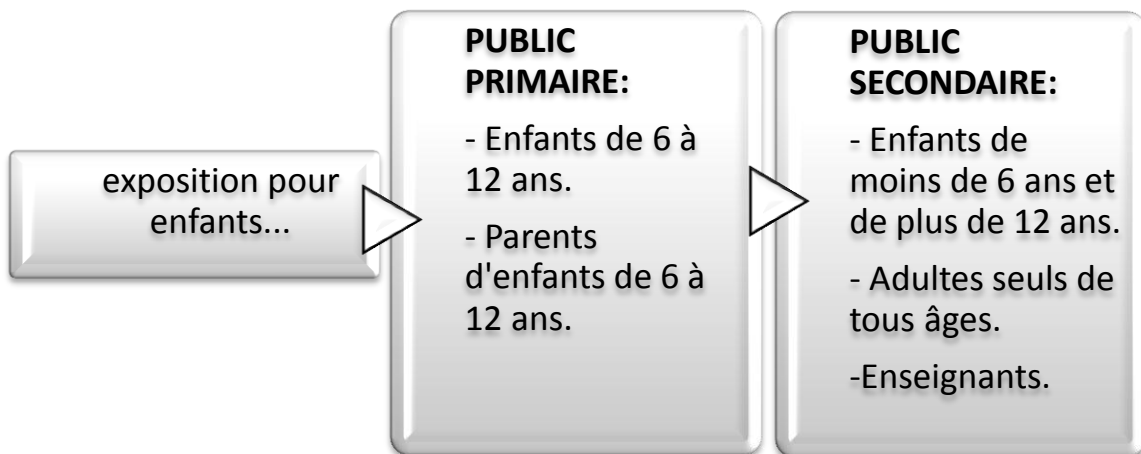 exposition pour
enfants...
PUBLIC
PRIMAIRE:
- Enfants de 6 à
12 ans.
- Parents
d'enfants de 6 à
12 ans.
PUBLIC
SECONDAIRE:
- Enfants de
moins de 6 ans et
de plus de 12 ans.
- Adultes seuls de
tous âges.
-Enseignants.